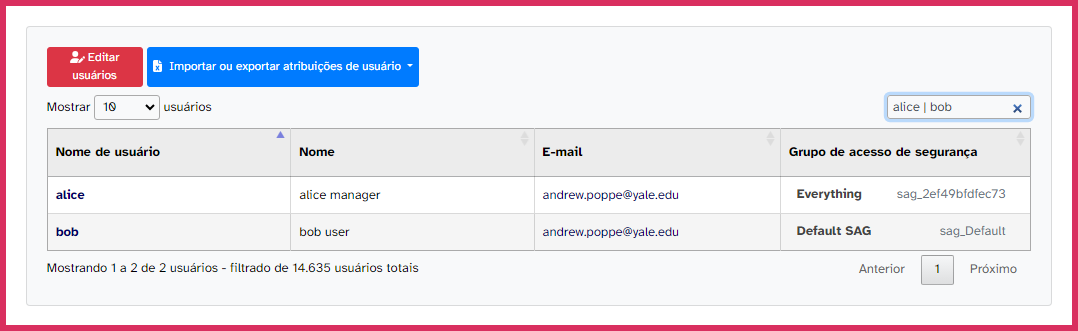 Editar
usuários
Importar ou exportar atribuições de usuário
Mostrar 10 usuários
alice | bob
Nome de usuário Nome E-mail Grupo de acesso de segurança
alice alice manager andrew.poppe@yale.edu Everything sag_2ef49bfdfec73
bob bob user andrew.poppe@yale.edu Default SAG sag_Default
Mostrando 1 a 2 de 2 usuários - filtrado de 14.635 usuários totais
Anterior 1 Próximo